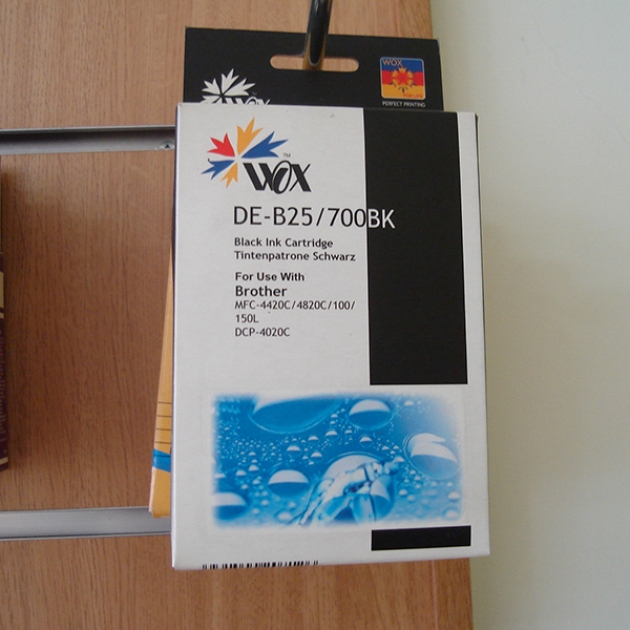 WOX
PERFECT PRINTING
WOX
WOX™
DE-B25/700BK
Black Ink Cartridge
Tintenpatrone Schwarz
For Use With
Brother
MFC-4420C/4820C/100/
150L
DCP-4020C